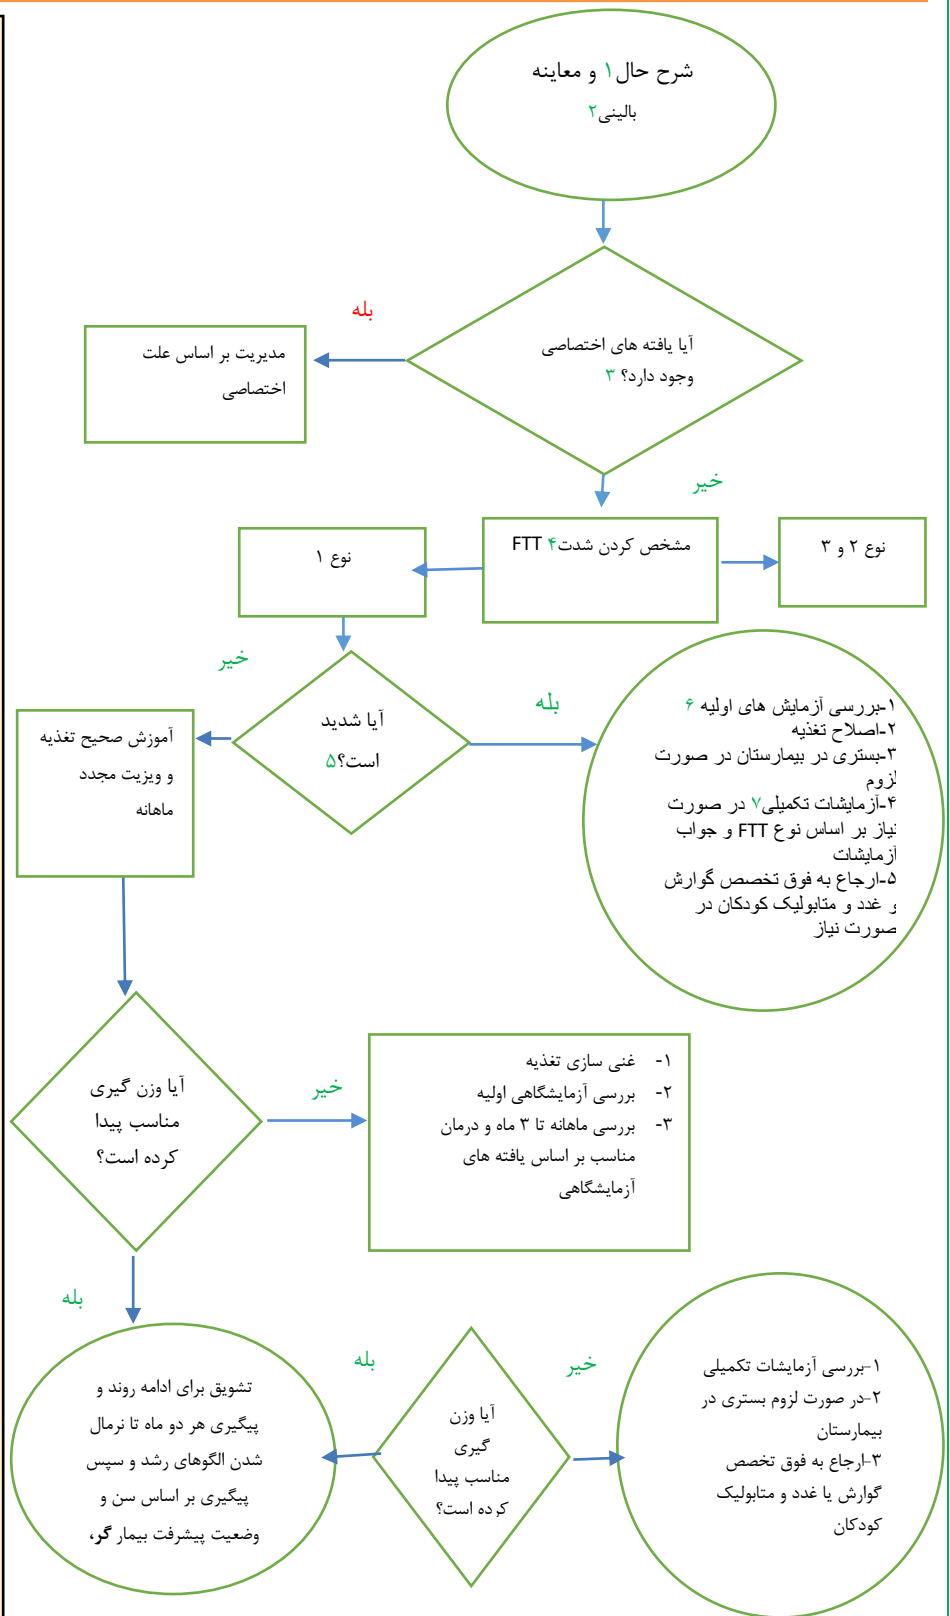 شرح حال۱ و معاینه
بالینی۲
آیا یافته های اختصاصی
وجود دارد؟ ۳
بله
مدیریت بر اساس علت
اختصاصی
خیر
نوع ۲ و ۳
مشخص کردن شدت۴ FTT
نوع ۱
آیا شدید
است؟۵
خیر
بله
۱-بررسی آزمایش های اولیه ۶
۲-اصلاح تغذیه
۳-بستری در بیمارستان در صورت
لزوم
۴-آزمایشات تکمیلی۷ در صورت
نیاز بر اساس نوع FTT و جواب
آزمایشات
۵-ارجاع به فوق تخصص گوارش
و غدد و متابولیک کودکان در
صورت نیاز
آموزش صحیح تغذیه
و ویزیت مجدد
ماهانه
آیا وزن گیری
مناسب پیدا
کرده است؟
خیر
۱- غنی سازی تغذیه
۲- بررسی آزمایشگاهی اولیه
۳- بررسی ماهانه تا ۳ ماه و درمان
مناسب بر اساس یافته های
آزمایشگاهی
بله
آیا وزن
گیری
مناسب پیدا
کرده است؟
خیر
بله
۱-بررسی آزمایشات تکمیلی
۲-در صورت لزوم بستری در
بیمارستان
۳-ارجاع به فوق تخصص
گوارش یا غدد و متابولیک
کودکان
تشویق برای ادامه روند و
پیگیری هر دو ماه تا نرمال
شدن الگوهای رشد و سپس
پیگیری بر اساس سن و
وضعیت پیشرفت بیمار گر،